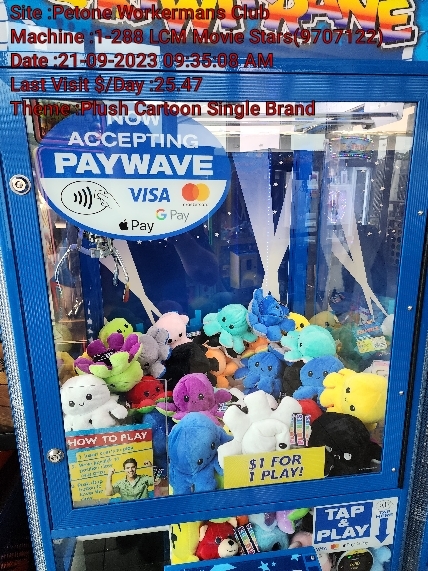 CRANE
Site :Petone Workermans Club
Machine :1-288 LCM Movie Stars(9707122)
Date :21-09-2023 09:35:08 AM
Last Visit $/Day :25.47
Theme :Plush Cartoon Single Brand
NOW
ACCEPTING
PAYWAVE
VISA
G Pay
Pay
HOW TO PLAY
$1 FOR
1 PLAY!
TAP
& PLAY